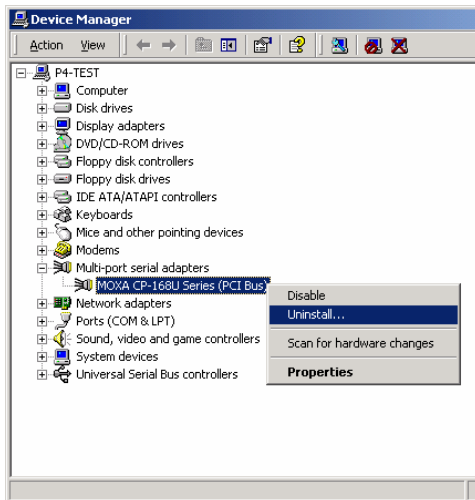 Device Manager
Action View
P4-TEST
Computer
Disk drives
Display adapters
DVD/CD-ROM drives
Floppy disk controllers
Floppy disk drives
IDE ATA/ATAPI controllers
Keyboards
Mice and other pointing devices
Modems
Multi-port serial adapters
MOXA CP-168U Series (PCI Bus)
Network adapters
Ports (COM & LPT)
Sound, video and game controllers
System devices
Universal Serial Bus controllers
Disable
Uninstall...
Scan for hardware changes
Properties